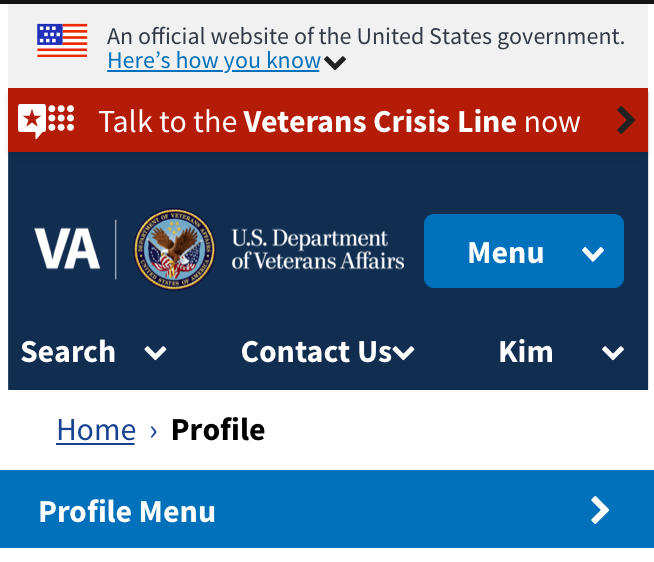 An official website of the United States government.
Here’s how you know
Talk to the Veterans Crisis Line now
VA
U.S. Department
of Veterans Affairs
Menu
Search
Contact Us
Kim
Home › Profile
Profile Menu